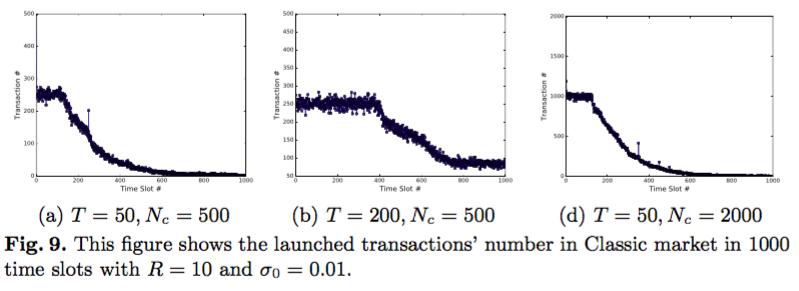 500
400
300
200
100
0
Transaction #
0 200 400 600 800 1000
Time Slot #
500
450
400
350
300
250
200
150
100
50
Transaction #
0 200 400 600 800 1000
Time Slot #
2000
1500
1000
500
0
Transaction #
0 200 400 600 800 1000
Time Slot #
(a) T = 50, Nc = 500
(b) T = 200, Nc = 500
(d) T = 50, Nc = 2000
Fig. 9. This figure shows the launched transactions' number in Classic market in 1000
time slots with R = 10 and σ0 = 0.01.